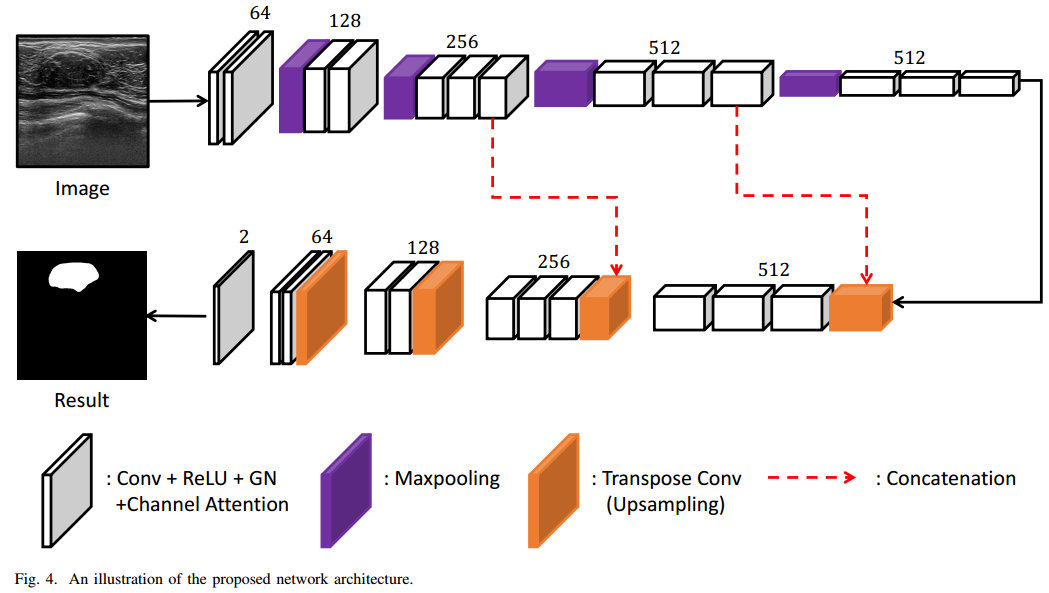 64
128
256
512
512
Image
2
64
128
256
512
Result
: Conv + ReLU + GN
+Channel Attention
: Maxpooling
: Transpose Conv
(Upsampling)
: Concatenation
Fig. 4. An illustration of the proposed network architecture.